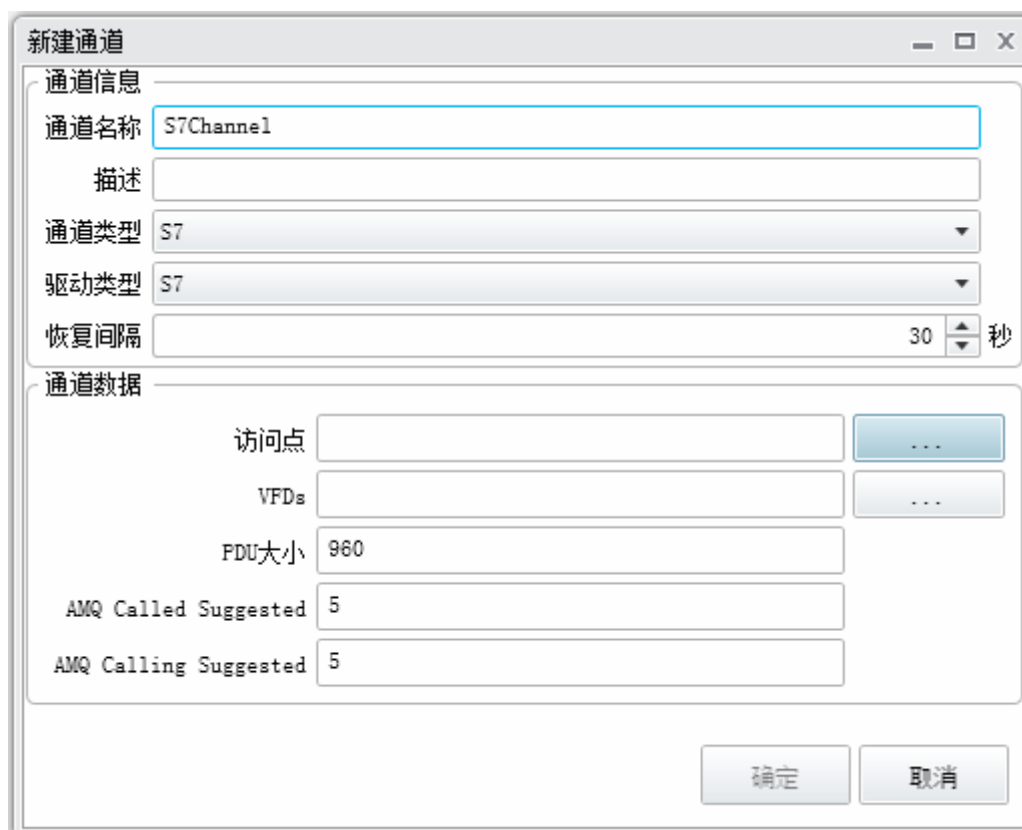 新建通道
通道信息
通道名称 S7Channel
描述
通道类型 S7
驱动类型 S7
恢复间隔 30 秒
通道数据
访问点 ...
VFDs ...
PDU大小 960
AMQ Called Suggested 5
AMQ Calling Suggested 5
确定 取消